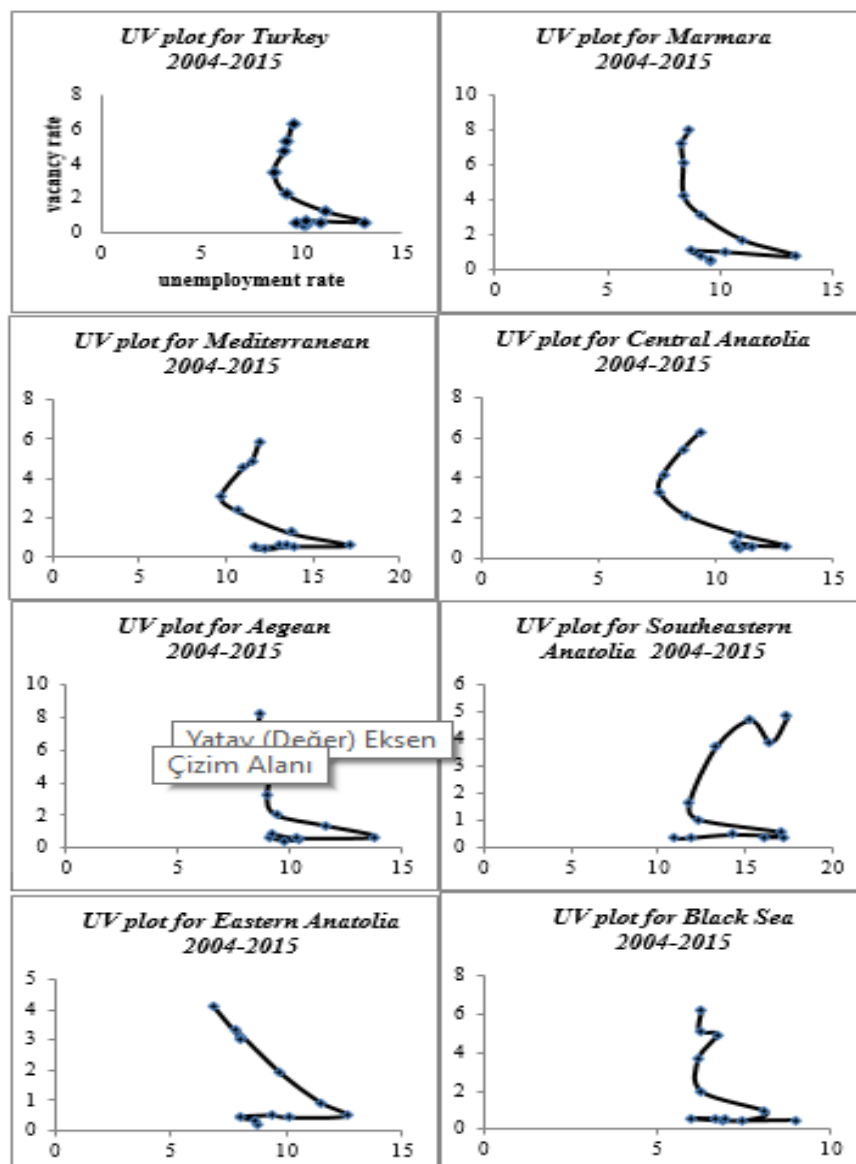 UV plot for Turkey
2004-2015
8
6
4
2
0
vacancy rate
0 5 10 15
unemployment rate
UV plot for Marmara
2004-2015
10
8
6
4
2
0
0 5 10 15
UV plot for Mediterranean
2004-2015
8
6
4
2
0
0 5 10 15 20
UV plot for Central Anatolia
2004-2015
8
6
4
2
0
0 5 10 15
UV plot for Aegean
2004-2015
10
8
6
4
2
0
Yatay (Değer) Eksen
Çizim Alanı
0 5 10 15
UV plot for Southeastern
Anatolia 2004-2015
6
5
4
3
2
1
0
0 5 10 15 20
UV plot for Eastern Anatolia
2004-2015
5
4
3
2
1
0
0 5 10 15
UV plot for Black Sea
2004-2015
8
6
4
2
0
0 5 10